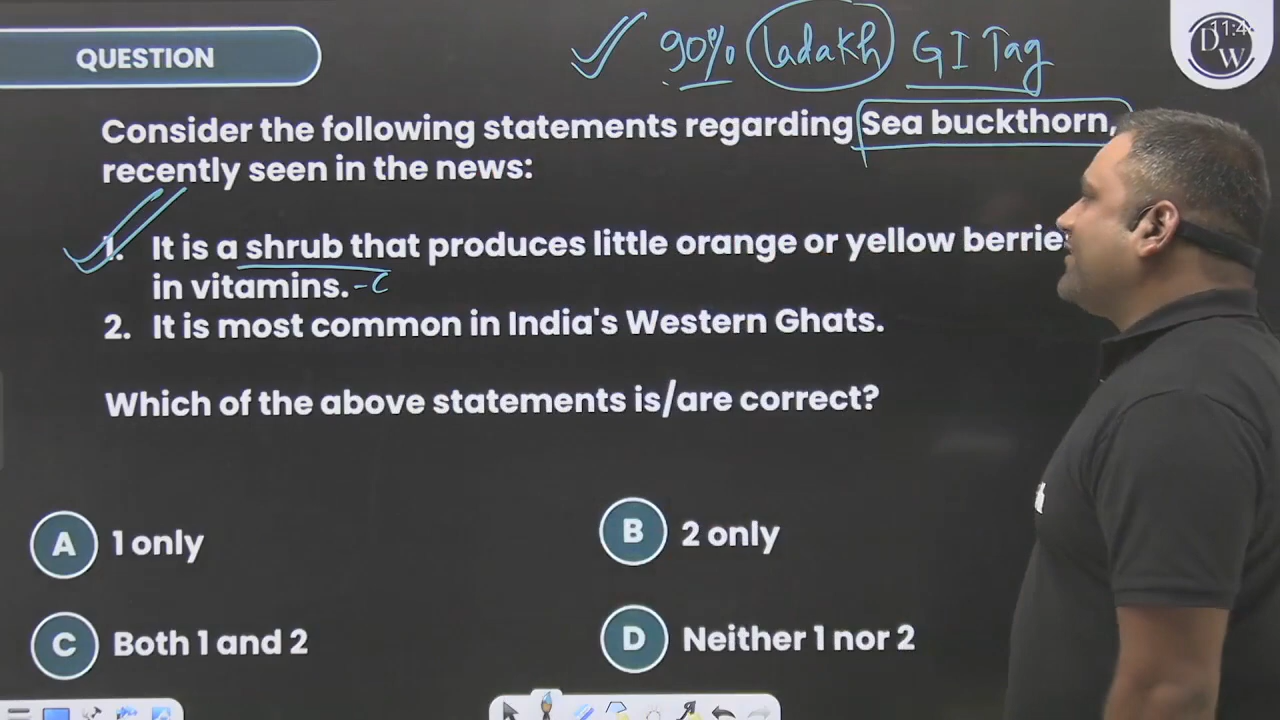 11:4
D
W
QUESTION
90% Ladakh GI Tag
Consider the following statements regarding Sea buckthorn,
recently seen in the news:
1. It is a shrub that produces little orange or yellow berrie
in vitamins. -C
2. It is most common in India's Western Ghats.
Which of the above statements is/are correct?
A 1 only
B 2 only
C Both 1 and 2
D Neither 1 nor 2